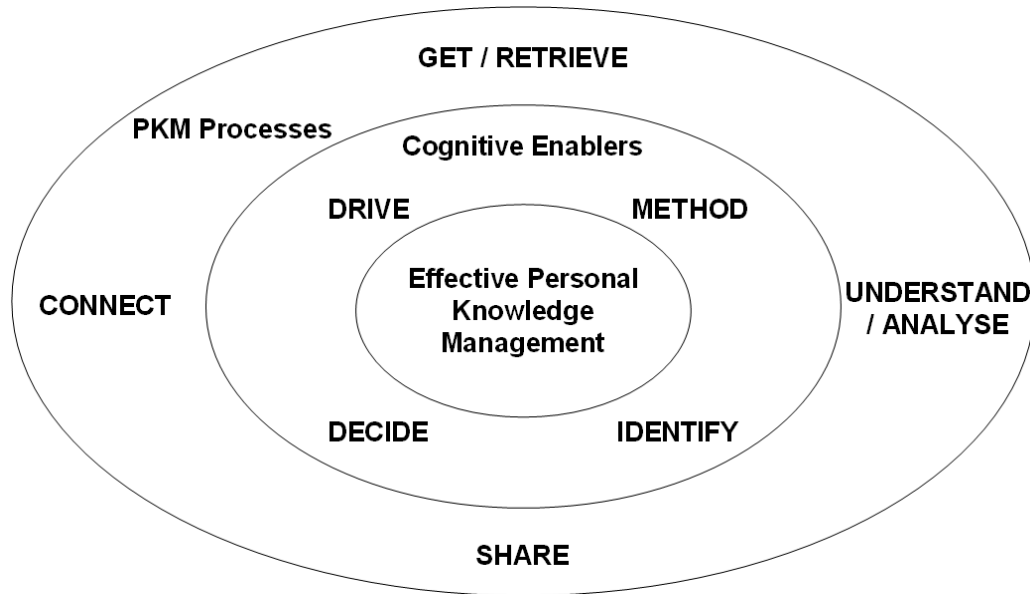 GET / RETRIEVE
PKM Processes
Cognitive Enablers
DRIVE
METHOD
Effective Personal
Knowledge
Management
CONNECT
UNDERSTAND
/ ANALYSE
DECIDE
IDENTIFY
SHARE